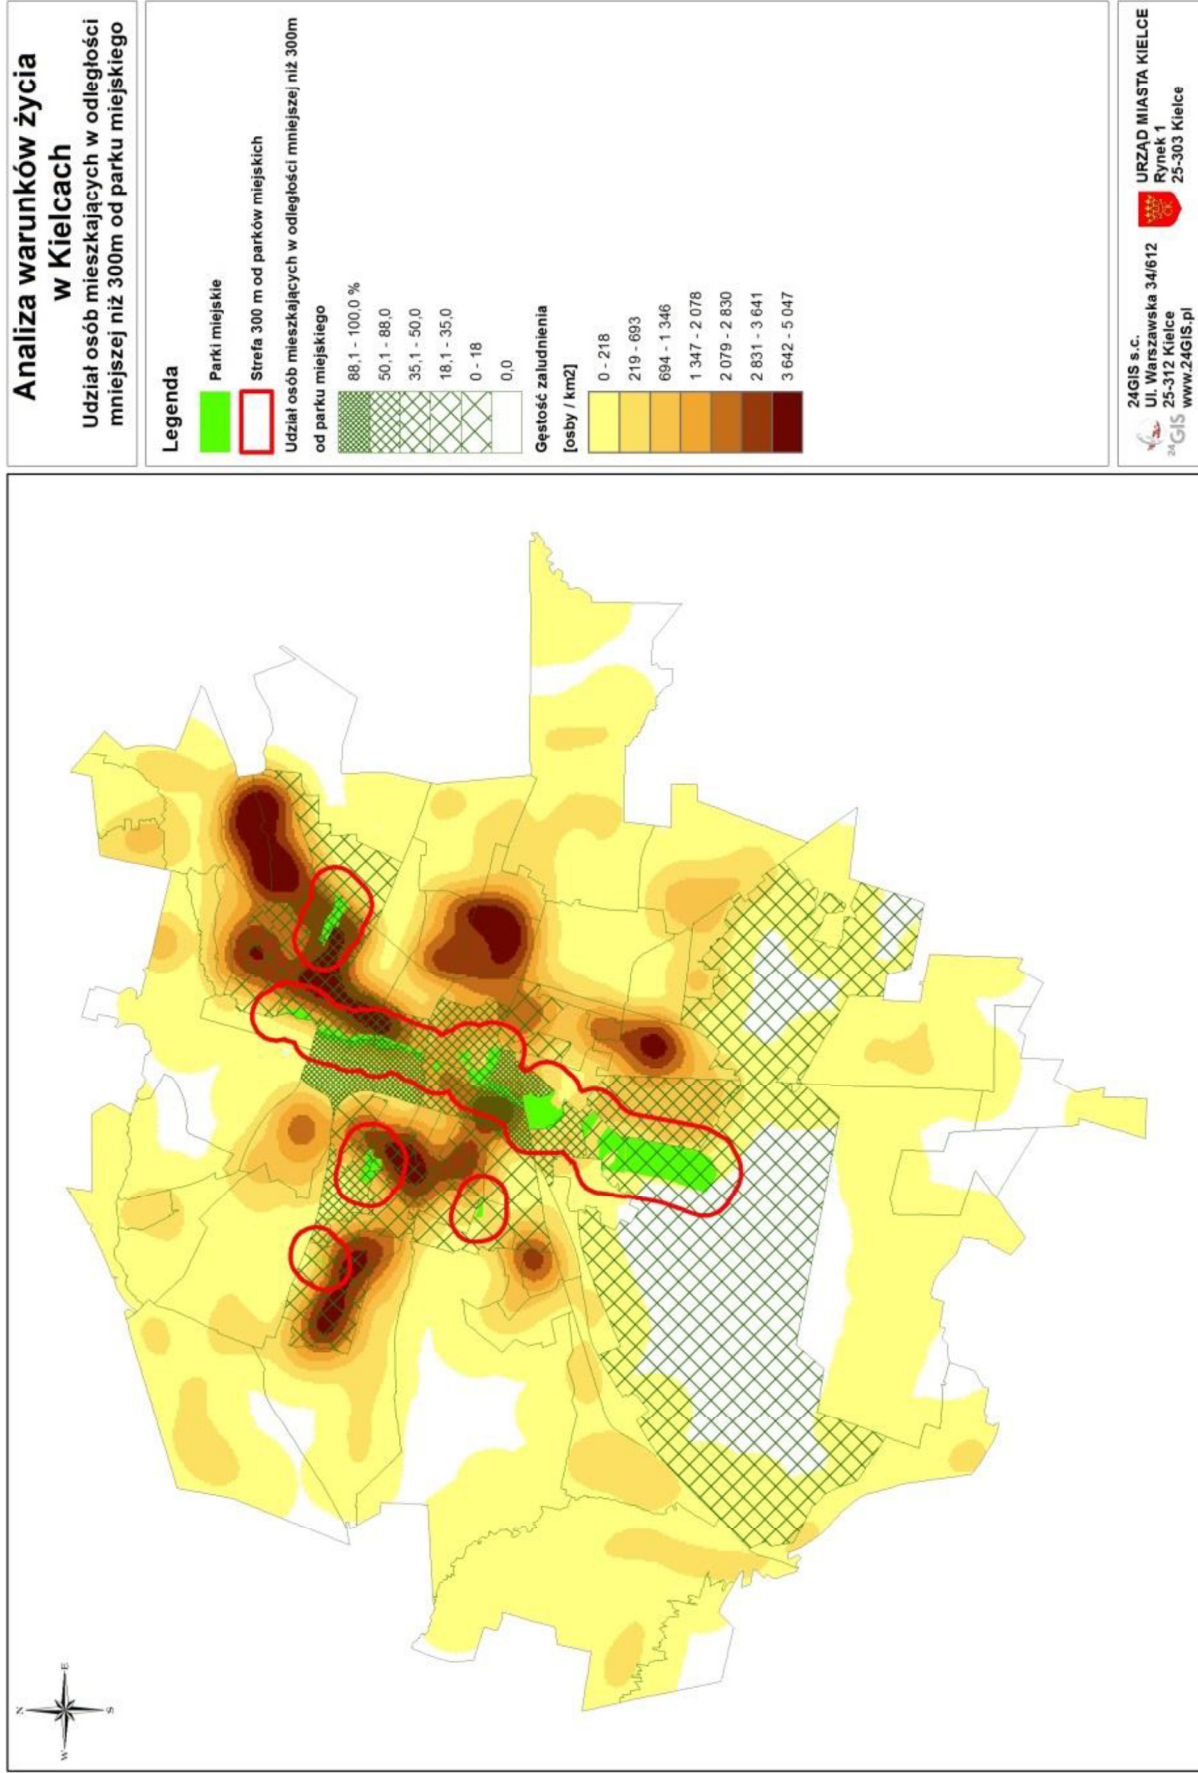 Analiza warunków życia
w Kielcach
Udział osób mieszkających w odległości
mniejszej niż 300m od parku miejskiego
Legenda
Parki miejskie
Strefa 300 m od parków miejskich
Udział osób mieszkających w odległości mniejszej niż 300m
od parku miejskiego
88,1 - 100,0 %
50,1 - 88,0
35,1 - 50,0
18,1 - 35,0
0 - 18
0,0
Gęstość zaludnienia
[osoby / km2]
0 - 218
219 - 693
694 - 1 346
1 347 - 2 078
2 079 - 2 830
2 831 - 3 641
3 642 - 5 047
24GIS s.c.
Ul. Warszawska 34/612
25-312 Kielce
www.24GIS.pl
24GIS
URZĄD MIASTA KIELCE
Rynek 1
25-303 Kielce
CK
N
W
E
S